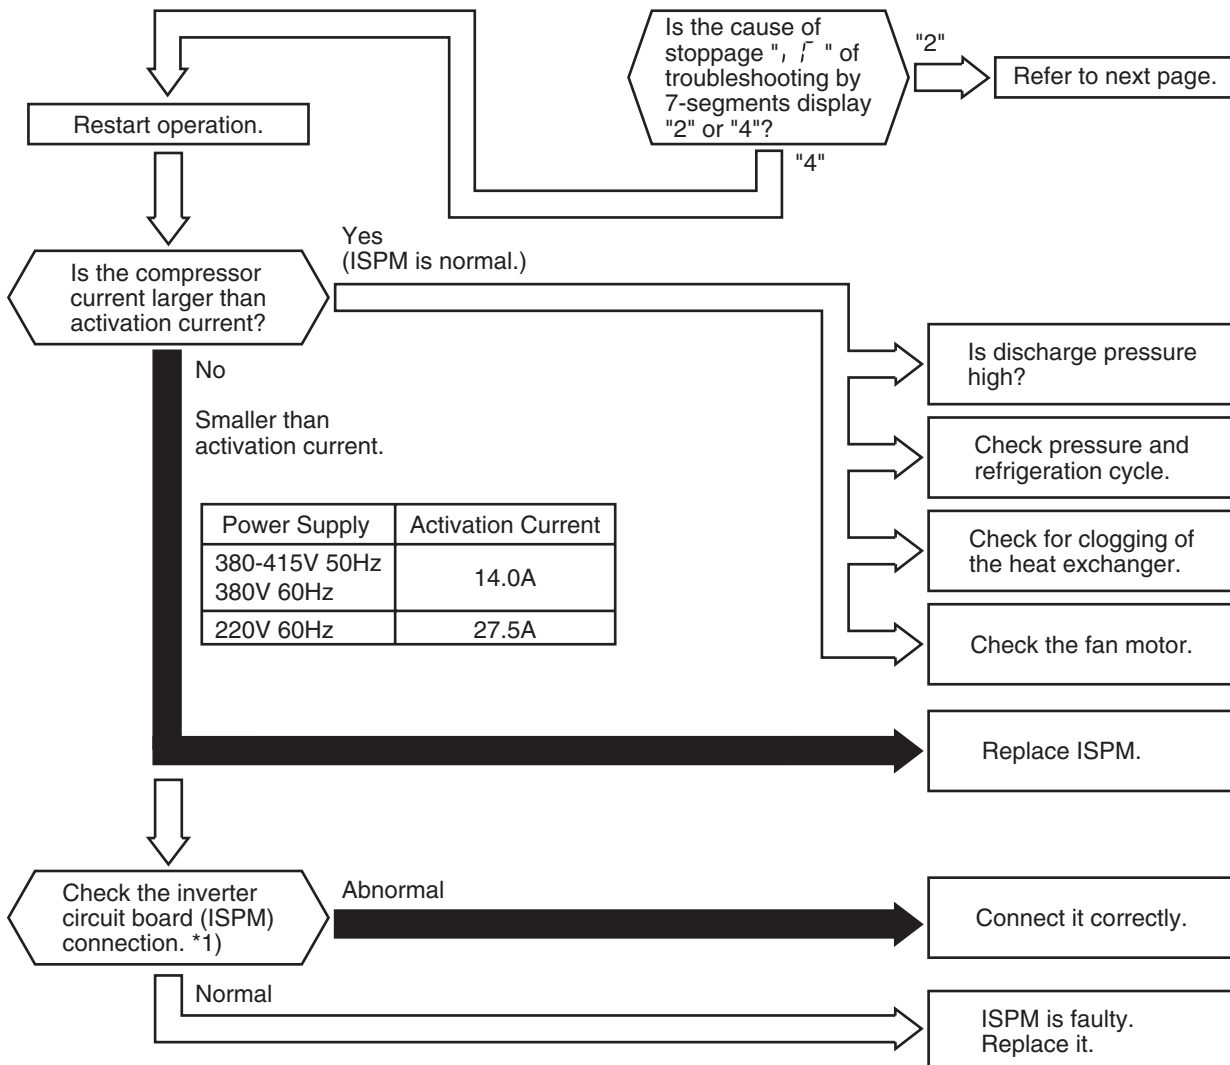 Is the cause of
stoppage " " of
troubleshooting by
7-segments display
"2" or "4"?
"2"
Refer to next page.
"4"
Restart operation.
Is the compressor
current larger than
activation current?
Yes
(ISPM is normal.)
No
Smaller than
activation current.
Is discharge pressure
high?
Check pressure and
refrigeration cycle.
Check for clogging of
the heat exchanger.
Check the fan motor.
Power Supply Activation Current
380-415V 50Hz
380V 60Hz
14.0A
220V 60Hz 27.5A
Replace ISPM.
Check the inverter
circuit board (ISPM)
connection. *1)
Abnormal
Connect it correctly.
Normal
ISPM is faulty.
Replace it.